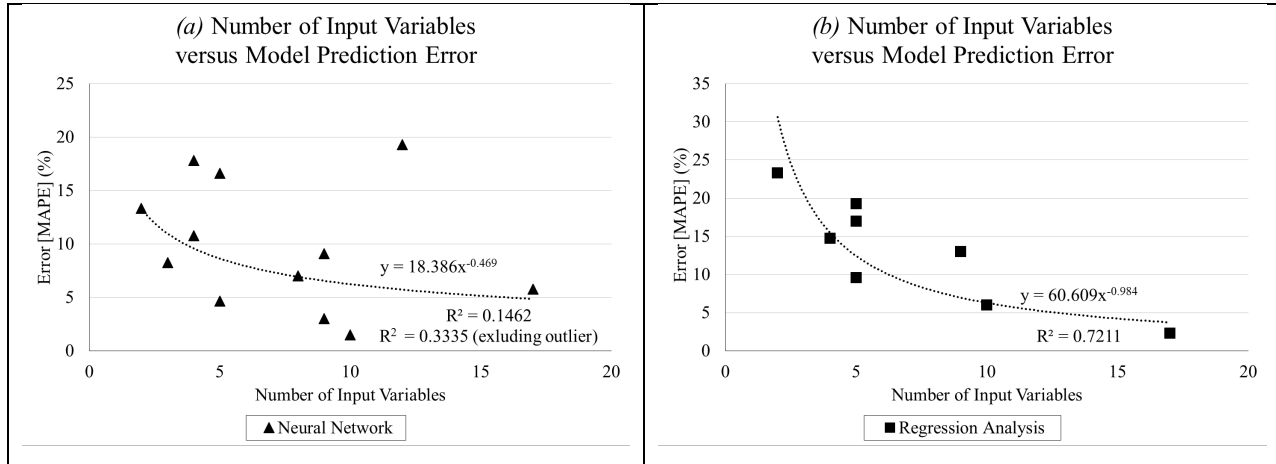 (a) Number of Input Variables
versus Model Prediction Error
25
20
15
10
5
0
Error [MAPE] (%)
y = 18.386x^-0.469
R² = 0.1462
R² = 0.3335 (exluding outlier)
0 5 10 15 20
Number of Input Variables
Neural Network
(b) Number of Input Variables
versus Model Prediction Error
35
30
25
20
15
10
5
0
Error [MAPE] (%)
y = 60.609x^-0.984
R² = 0.7211
0 5 10 15 20
Number of Input Variables
Regression Analysis